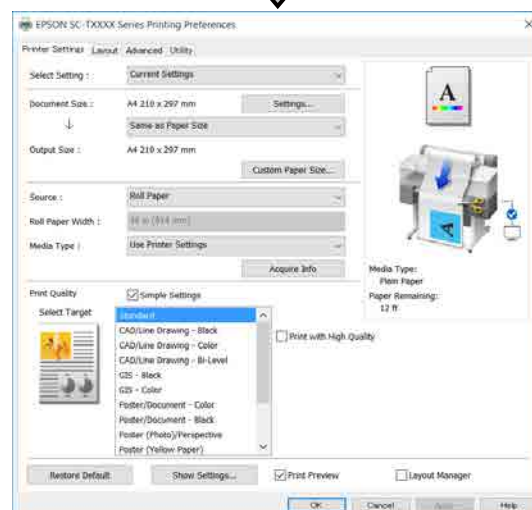 EPSON SC-TXXXX Series Printing Preferences
Printer Settings Layout Advanced Utility
Select Setting : Current Settings
Document Size : A4 210 x 297 mm Settings...
Same as Paper Size
Output Size : A4 210 x 297 mm
Custom Paper Size...
Source : Roll Paper
Roll Paper Width : 36 in (914 mm)
Media Type : Use Printer Settings
Acquire Info
A
Media Type:
Plain Paper
Paper Remaining:
12 ft
Print Quality Simple Settings
Select Target
Standard
CAD/Line Drawing - Black
CAD/Line Drawing - Color
CAD/Line Drawing - Bi-Level
GIS - Black
GIS - Color
Poster/Document - Color
Poster/Document - Black
Poster (Photo)/Perspective
Poster (Yellow Paper)
Print with High Quality
Restore Default Show Settings... Print Preview Layout Manager
OK Cancel Apply Help